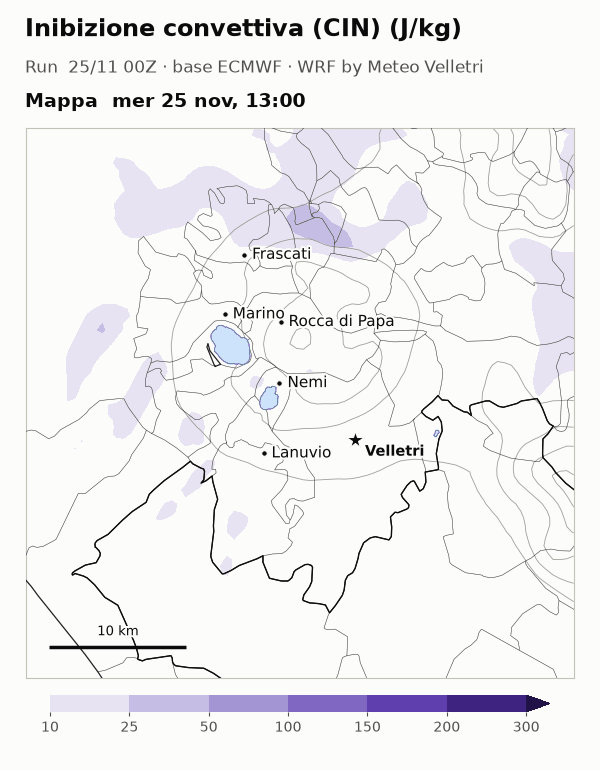 Inibizione convettiva (CIN) (J/kg)
Run  25/11 00Z · base ECMWF · WRF by Meteo Velletri
Mappa  mer 25 nov, 13:00
Frascati
Marino
Rocca di Papa
Nemi
Velletri
Lanuvio
10 km
10 25 50 100 150 200 300